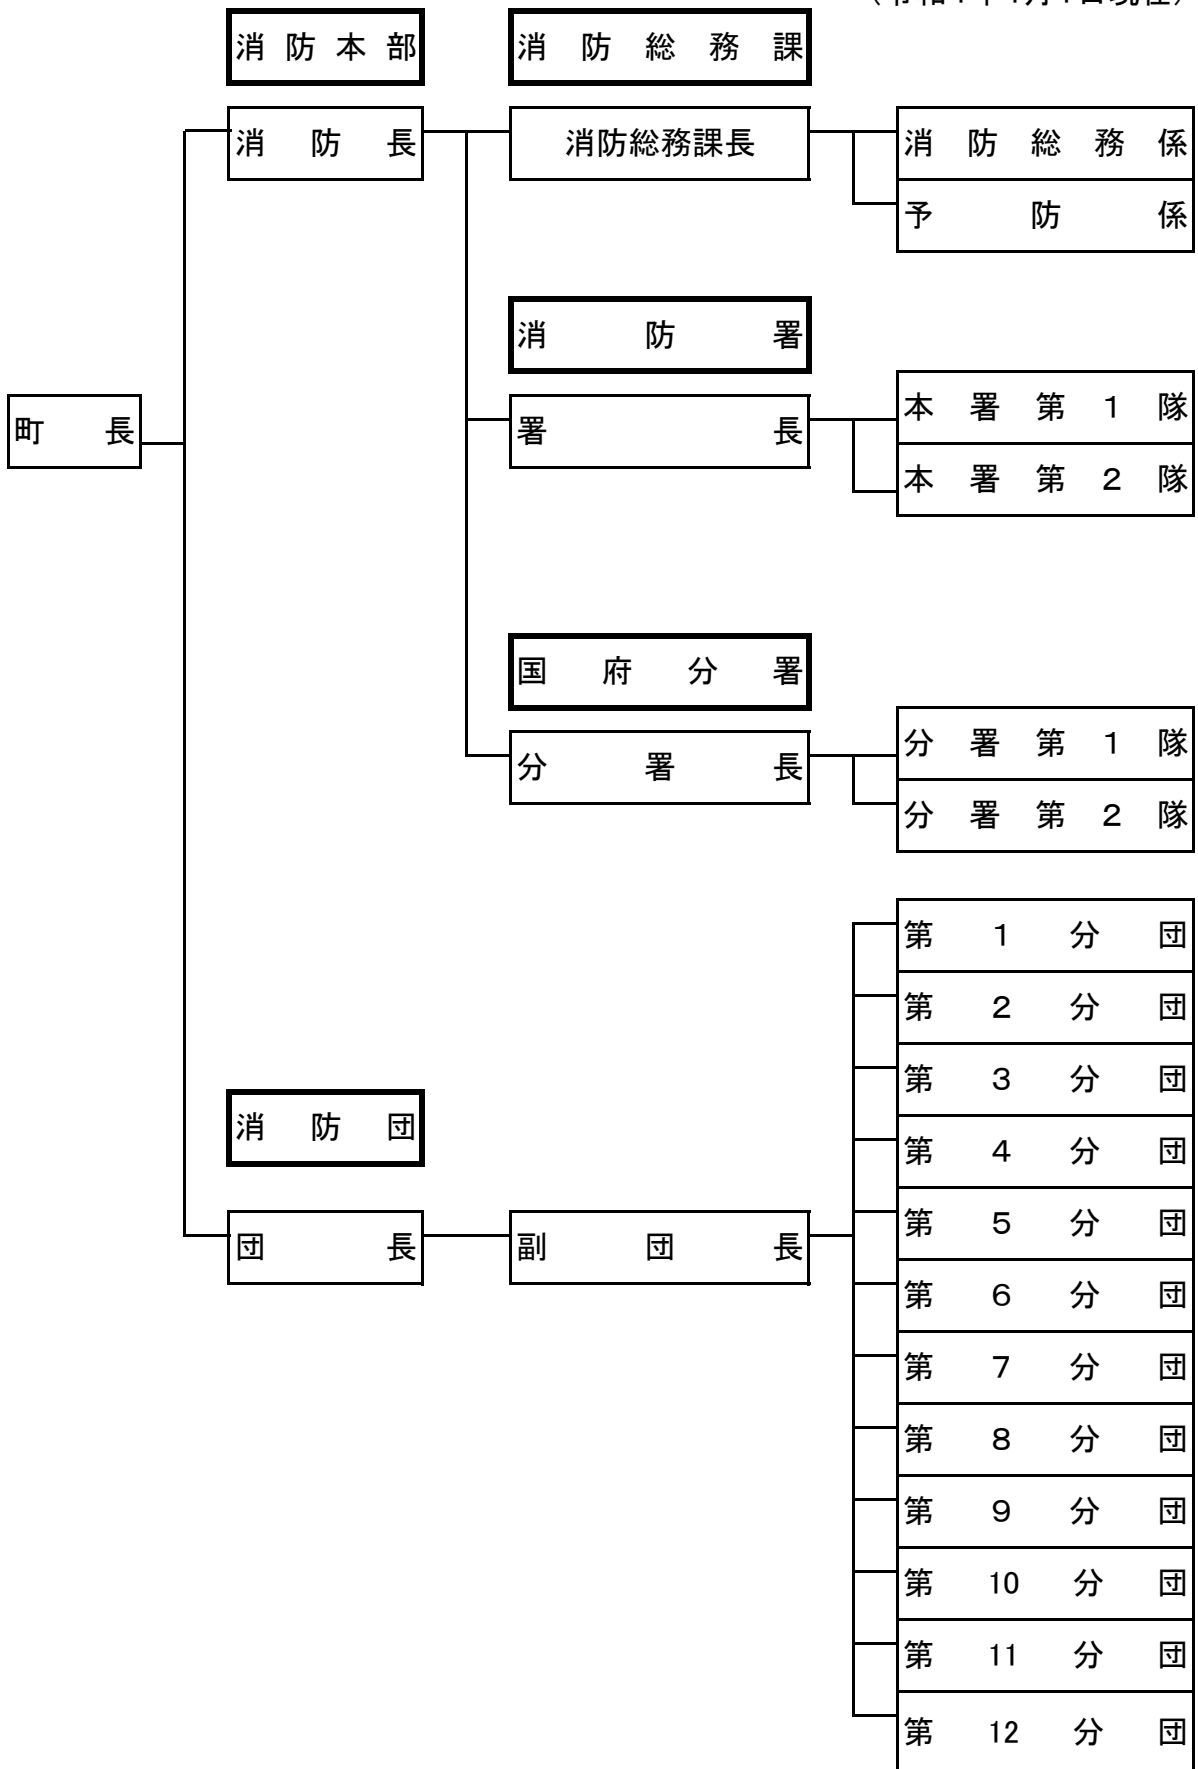 消防本部
消防総務課
消防長
消防総務課長
消防総務係
予防係
消防署
町長
署長
本署第1隊
本署第2隊
国府分署
分署長
分署第1隊
分署第2隊
第1分団
第2分団
第3分団
消防団
第4分団
団長
副団長
第5分団
第6分団
第7分団
第8分団
第9分団
第10分団
第11分団
第12分団